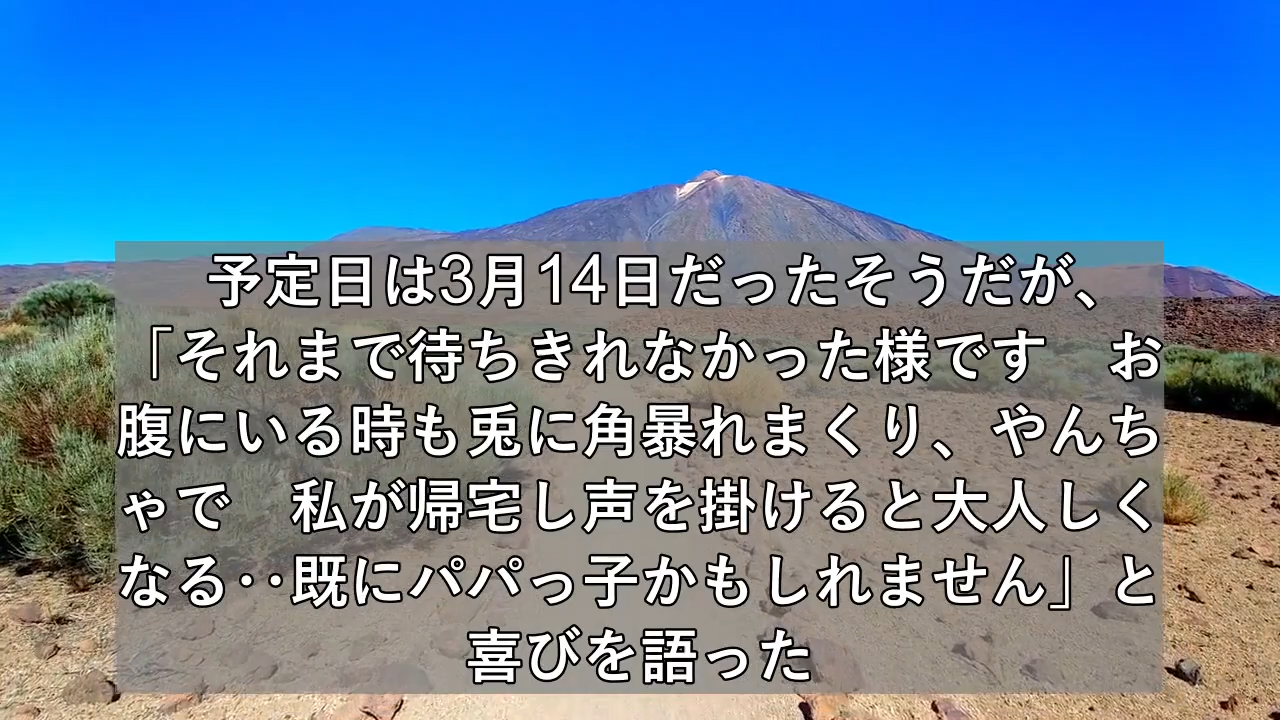 予定日は3月14日だったそうだが、
「それまで待ちきれなかった様です　お
腹にいる時も兎に角暴れまくり、やんち
ゃで　私が帰宅し声を掛けると大人しく
なる‥既にパパっ子かもしれません」と
喜びを語った